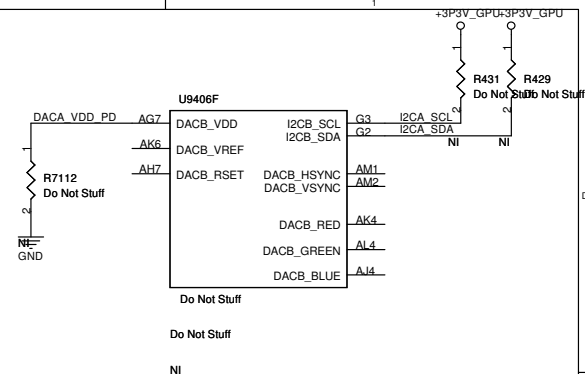 1
+3P3V_GPU +3P3V_GPU
1 1
R431 R429
Do Not Stuff Do Not Stuff
2 2
U9406F
DACA_VDD_PD AG7 DACB_VDD I2CB_SCL G3 I2CA_SCL
I2CB_SDA G2 I2CA_SDA
NI NI
AK6 DACB_VREF
1
AH7 DACB_RSET DACB_HSYNC AM1
DACB_VSYNC AM2
R7112
Do Not Stuff
2
DACB_RED AK4
NI
GND
DACB_GREEN AL4
DACB_BLUE AJ4
Do Not Stuff
Do Not Stuff
NI